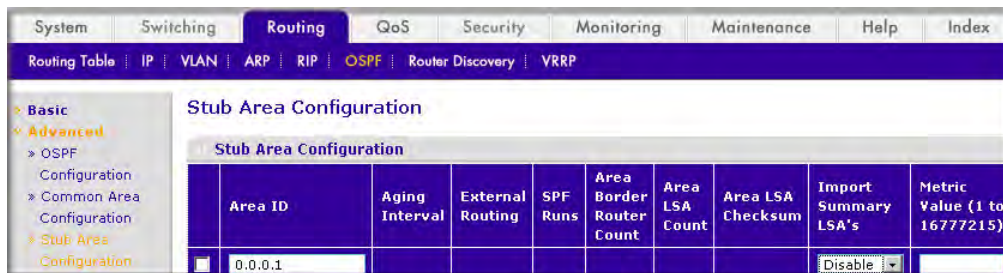 System Switching Routing QoS Security Monitoring Maintenance Help Index
Routing Table IP VLAN ARP RIP OSPF Router Discovery VRRP
Basic
Advanced
» OSPF
Configuration
» Common Area
Configuration
» Stub Area
Configuration
Stub Area Configuration
Stub Area Configuration
Area ID
Aging
Interval
External
Routing
SPF
Runs
Area
Border
Router
Count
Area
LSA
Count
Area LSA
Checksum
Import
Summary
LSA's
Metric
Value (1 to
16777215)
0.0.0.1
Disable